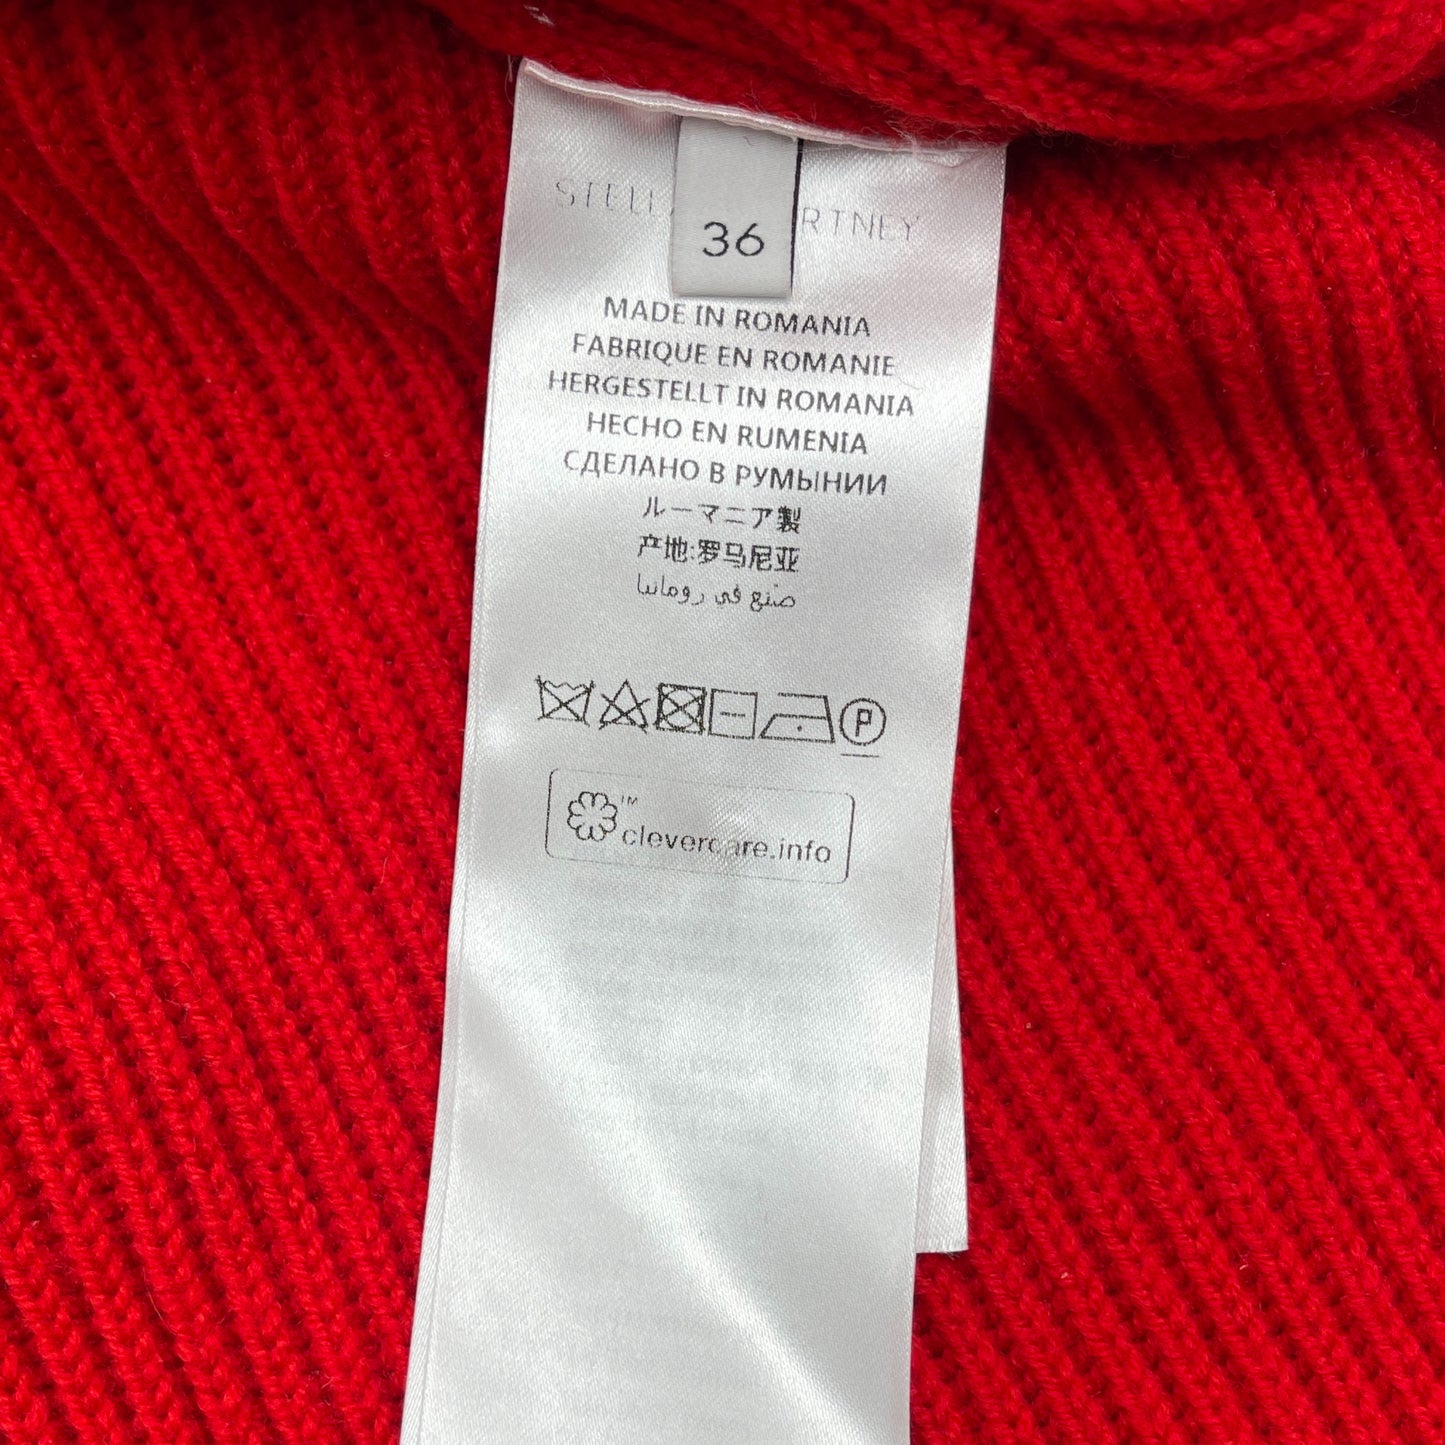 36
MADE IN ROMANIA
FABRIQUE EN ROMANIE
HERGESTELLT IN ROMANIA
HECHO EN RUMENIA
СДЕЛАНО В РУМЫНИИ
ルーマニア製
产地:罗马尼亚
صنع في رومانيا
P
™
clevercare.info